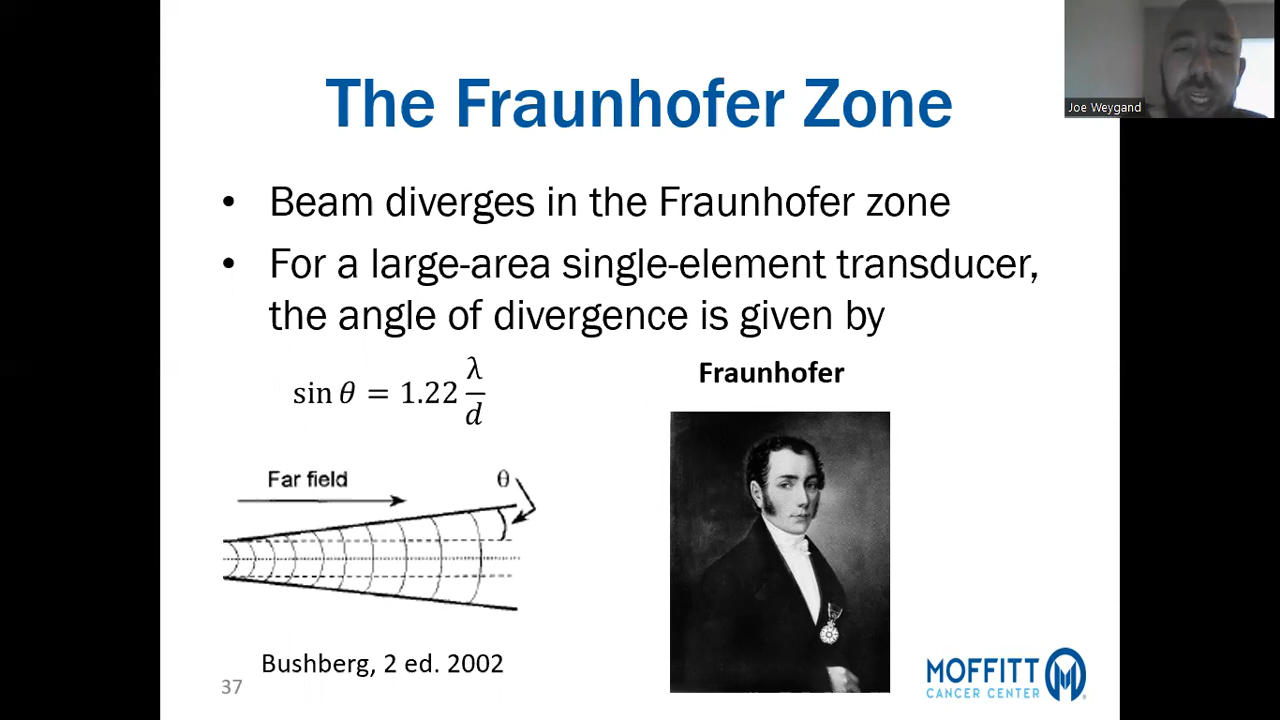 The Fraunhofer Zone
Joe Weygand
• Beam diverges in the Fraunhofer zone
• For a large-area single-element transducer,
the angle of divergence is given by
sin θ = 1.22 λ/d
Fraunhofer
Far field
θ
Bushberg, 2 ed. 2002
37
MOFFITT
CANCER CENTER